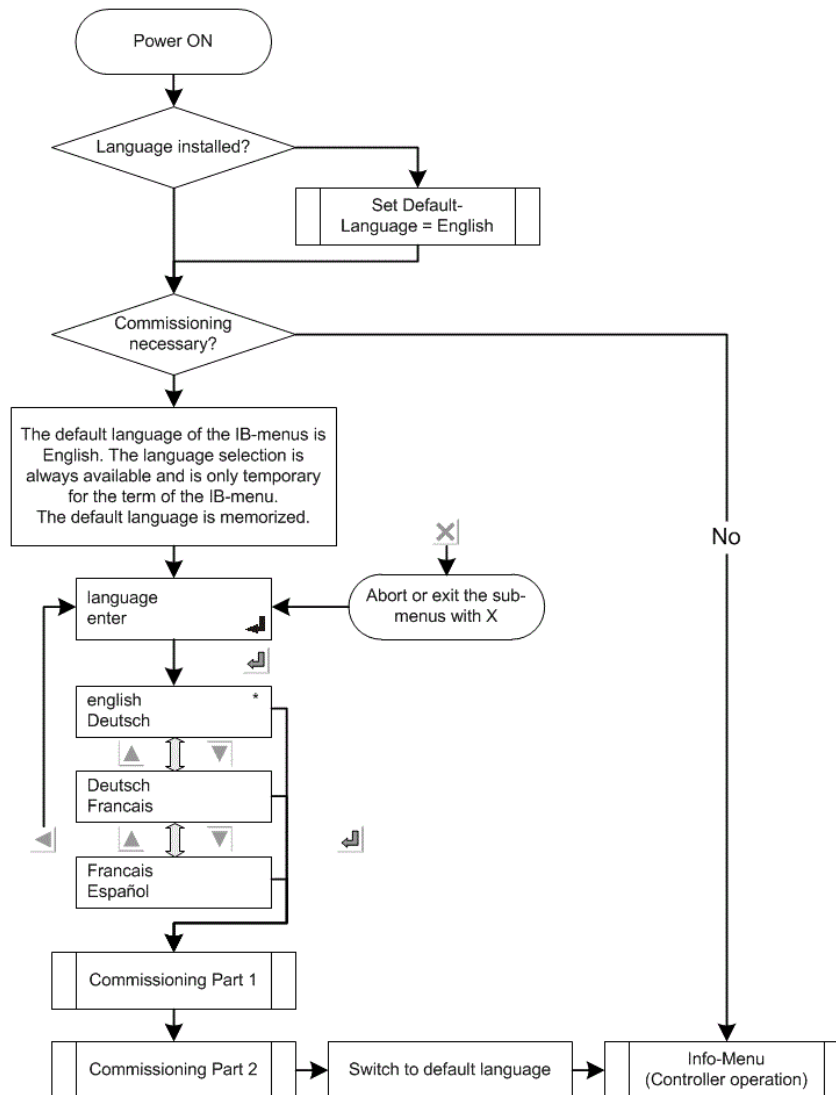 Power ON
Language installed?
Set Default-
Language = English
Commissioning
necessary?
The default language of the IB-menus is
English. The language selection is
always available and is only temporary
for the term of the IB-menu.
The default language is memorized.
No
Abort or exit the sub-
menus with X
language
enter
english *
Deutsch
Deutsch
Francais
Francais
Español
Commissioning Part 1
Commissioning Part 2
Switch to default language
Info-Menu
(Controller operation)